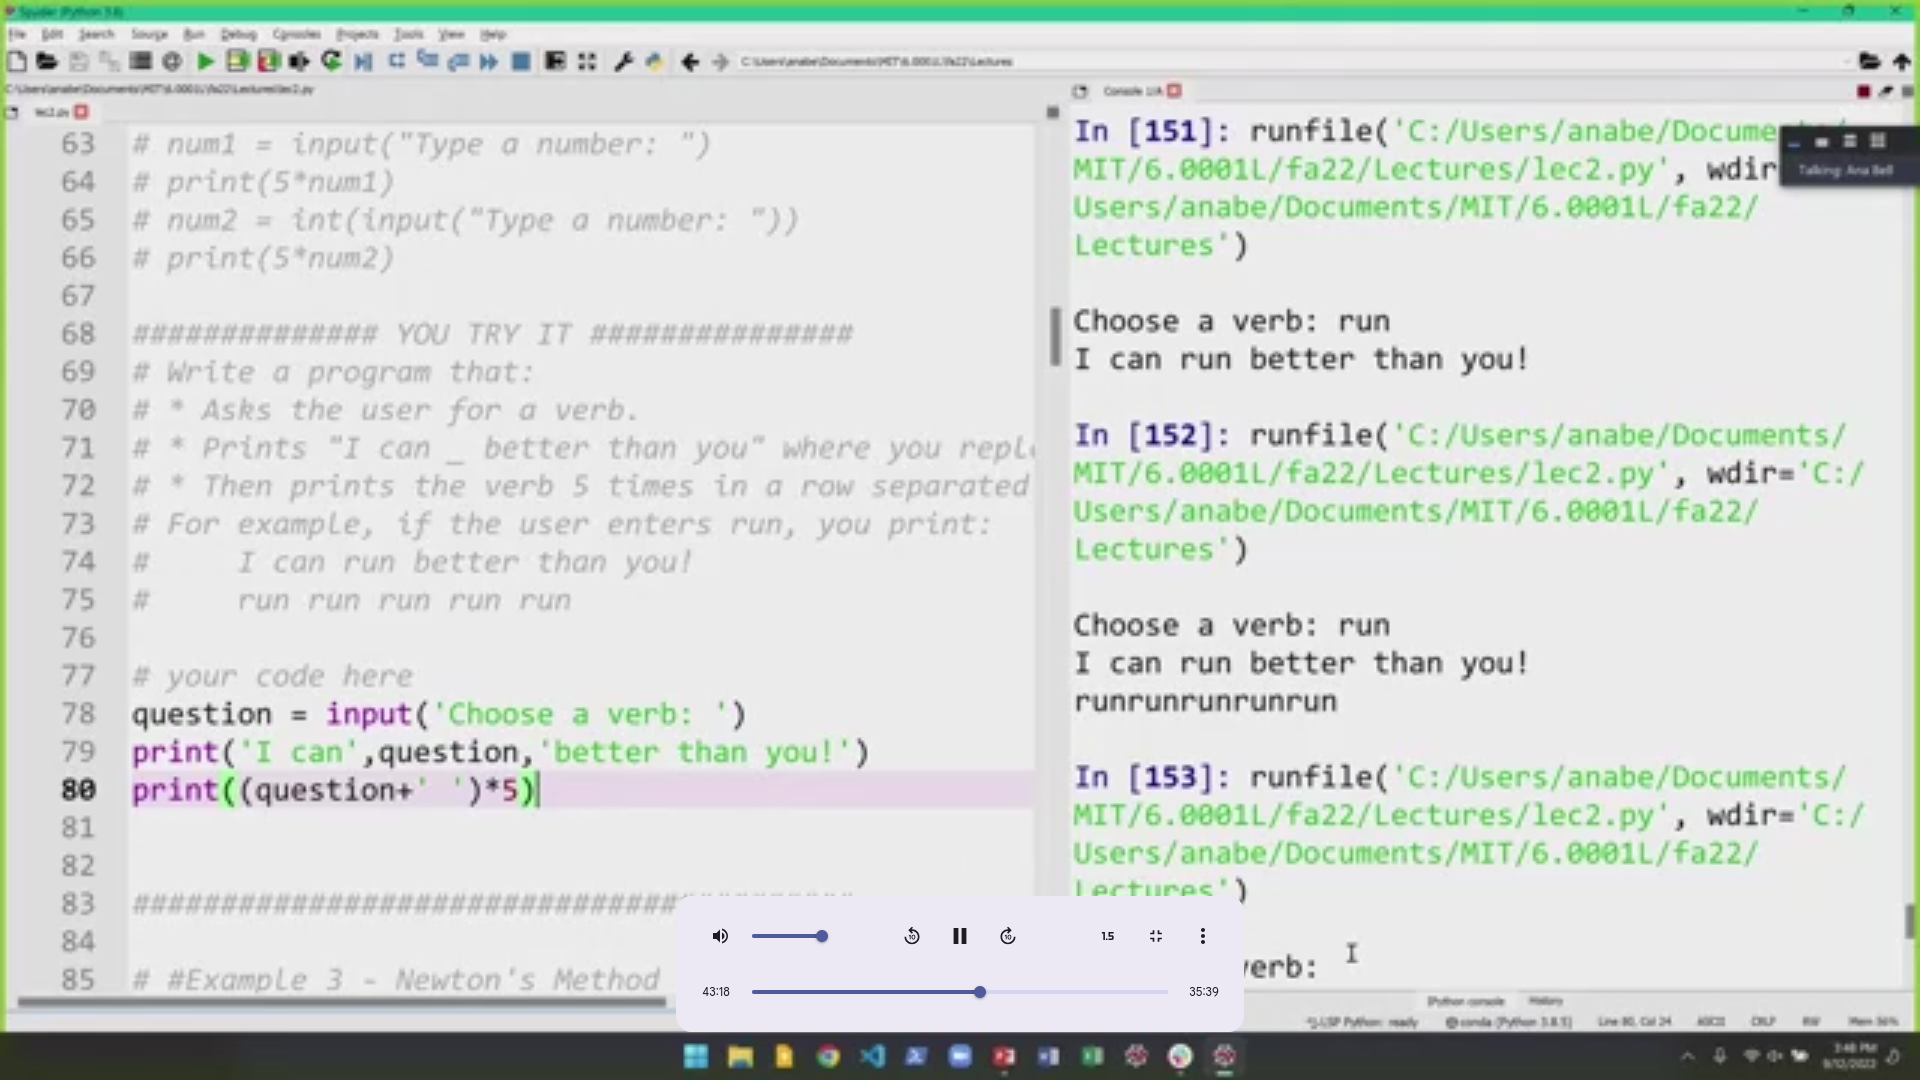 Spyder (Python 3.8)
File Edit Search Source Run Debug Consoles Projects Tools View Help
C:\Users\anabe\Documents\MIT\6.0001L\fa22\Lectures
C:\Users\anabe\Documents\MIT\6.0001L\fa22\Lectures\lec2.py
lec2.py
63 # num1 = input("Type a number: ")
64 # print(5*num1)
65 # num2 = int(input("Type a number: "))
66 # print(5*num2)
67
68 ############## YOU TRY IT ###############
69 # Write a program that:
70 # * Asks the user for a verb.
71 # * Prints "I can _ better than you" where you repl
72 # * Then prints the verb 5 times in a row separated
73 # For example, if the user enters run, you print:
74 #     I can run better than you!
75 #     run run run run run
76
77 # your code here
78 question = input('Choose a verb: ')
79 print('I can',question,'better than you!')
80 print((question+' ')*5)
81
82
83 #########################################
84
85 # #Example 3 - Newton's Method
Console 1/A
In [151]: runfile('C:/Users/anabe/Docume
MIT/6.0001L/fa22/Lectures/lec2.py', wdir
Users/anabe/Documents/MIT/6.0001L/fa22/
Lectures')
Talking: Ana Bell
Choose a verb: run
I can run better than you!
In [152]: runfile('C:/Users/anabe/Documents/
MIT/6.0001L/fa22/Lectures/lec2.py', wdir='C:/
Users/anabe/Documents/MIT/6.0001L/fa22/
Lectures')
Choose a verb: run
I can run better than you!
runrunrunrunrun
In [153]: runfile('C:/Users/anabe/Documents/
MIT/6.0001L/fa22/Lectures/lec2.py', wdir='C:/
Users/anabe/Documents/MIT/6.0001L/fa22/
Lectures')
verb:
10 10 1.5
43:18 35:39
IPython console History
LSP Python: ready conda (Python 3.8.5) Line 80, Col 24 ASCII CRLF RW Mem 56%
3:48 PM
9/12/2022